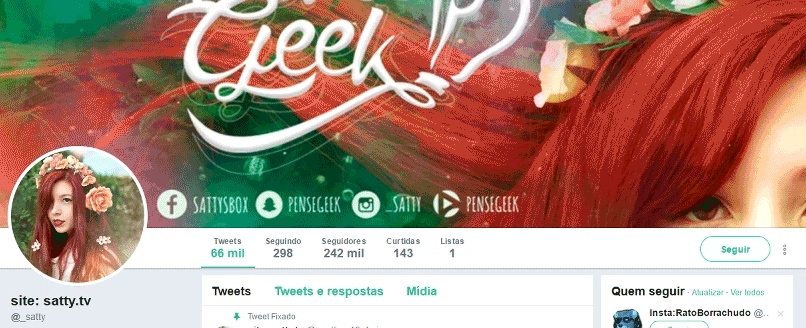 Geek
SATTYSBOX PENSEGEEK _SATTY PENSEGEEK
Tweets Seguindo Seguidores Curtidas Listas
66 mil 298 242 mil 143 1
Seguir
site: satty.tv
@_satty
Tweets Tweets e respostas Mídia
Tweet Fixado
Quem seguir · Atualizar · Ver todos
insta:RatoBorrachudo @..